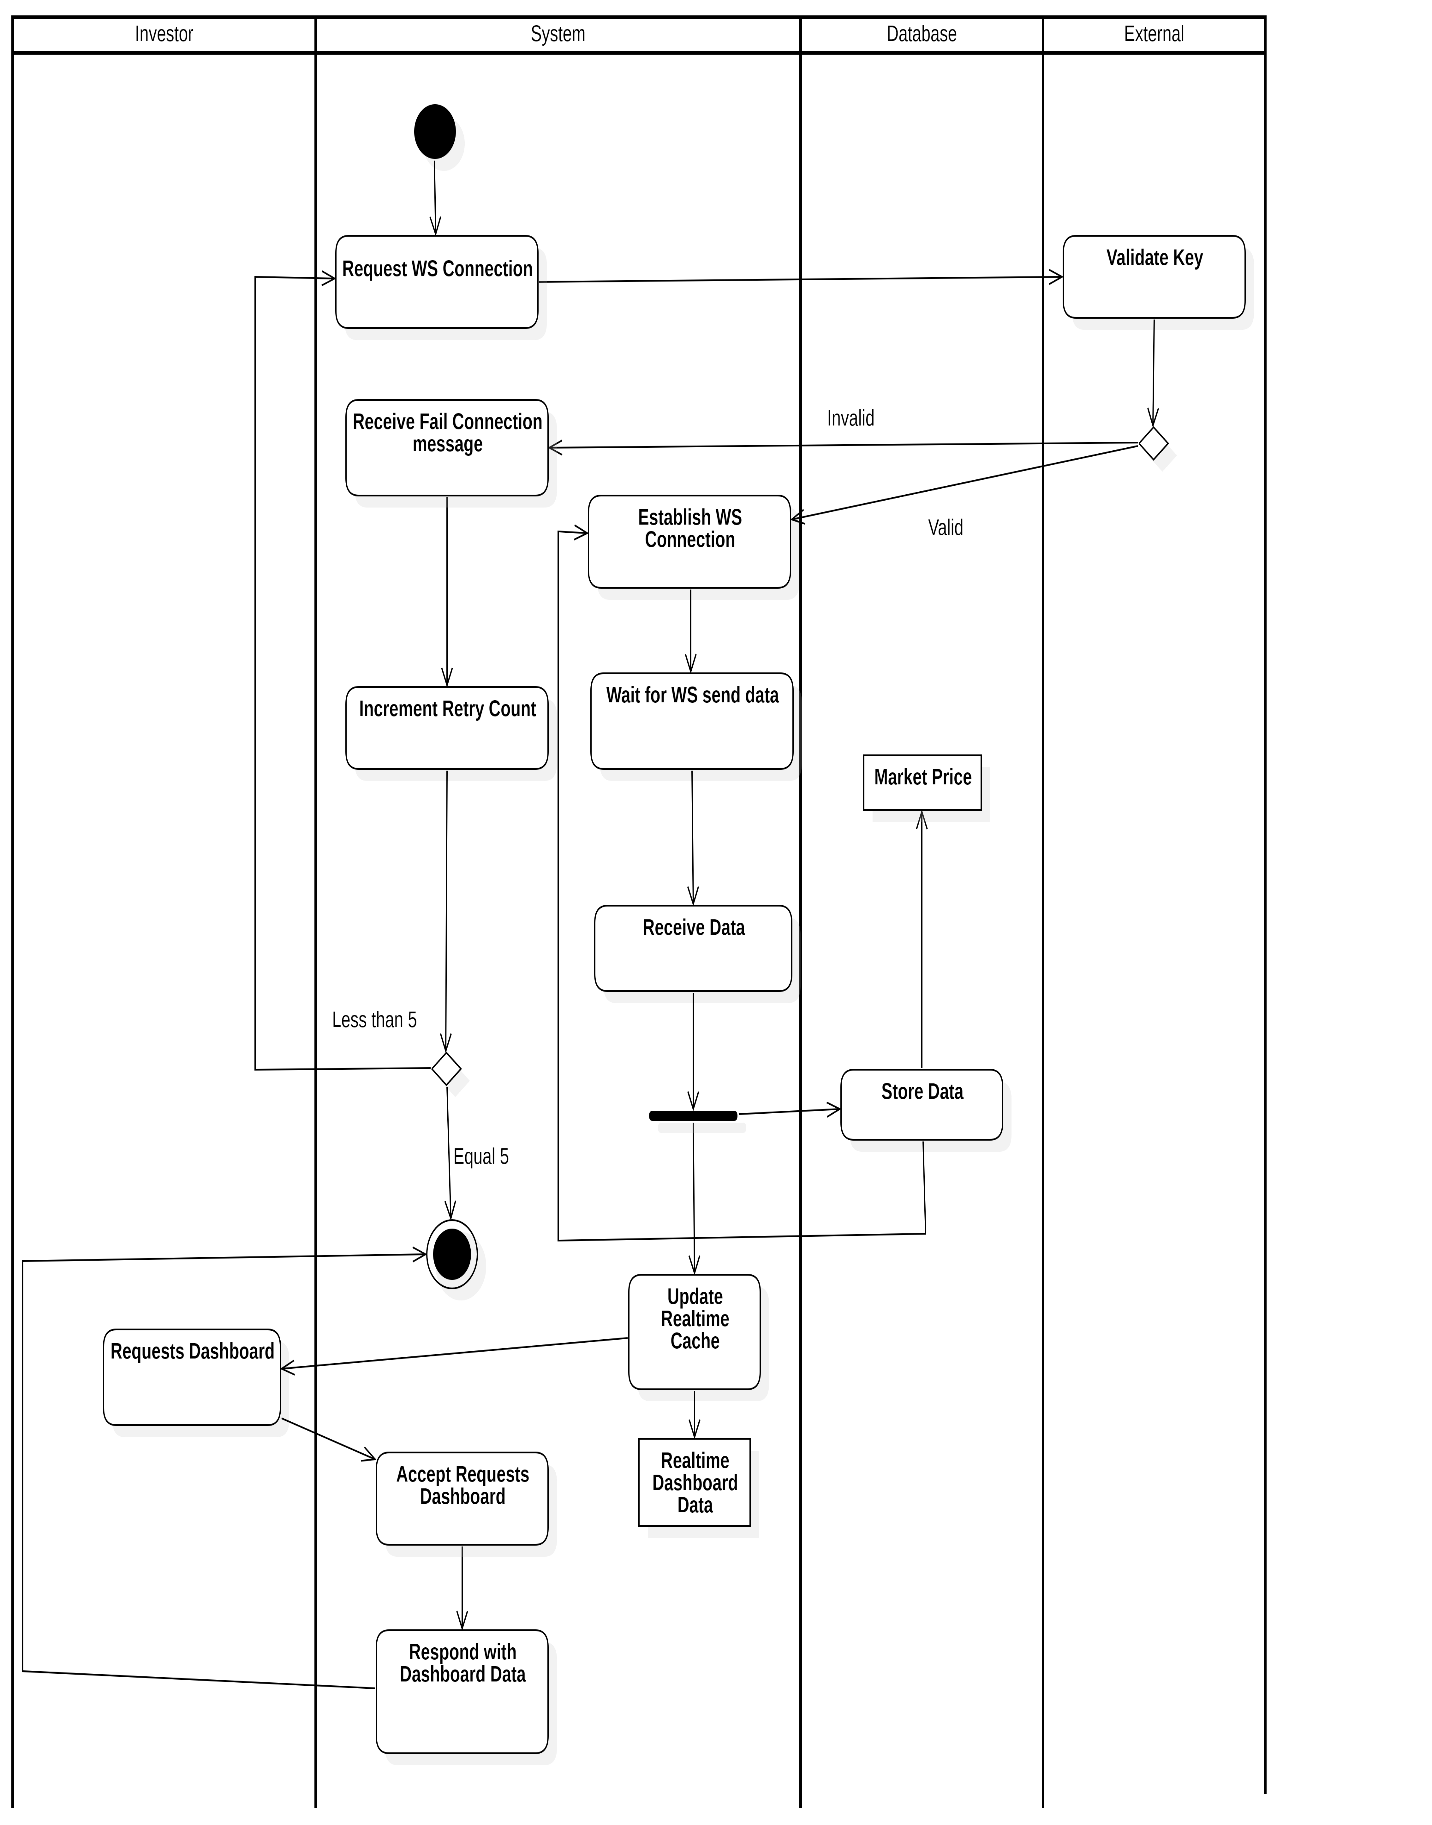 Investor
System
Database
External
Request WS Connection
Validate Key
Invalid
Receive Fail Connection
message
Establish WS
Connection
Valid
Increment Retry Count
Wait for WS send data
Market Price
Receive Data
Less than 5
Store Data
Equal 5
Update
Realtime
Cache
Requests Dashboard
Accept Requests
Dashboard
Realtime
Dashboard
Data
Respond with
Dashboard Data